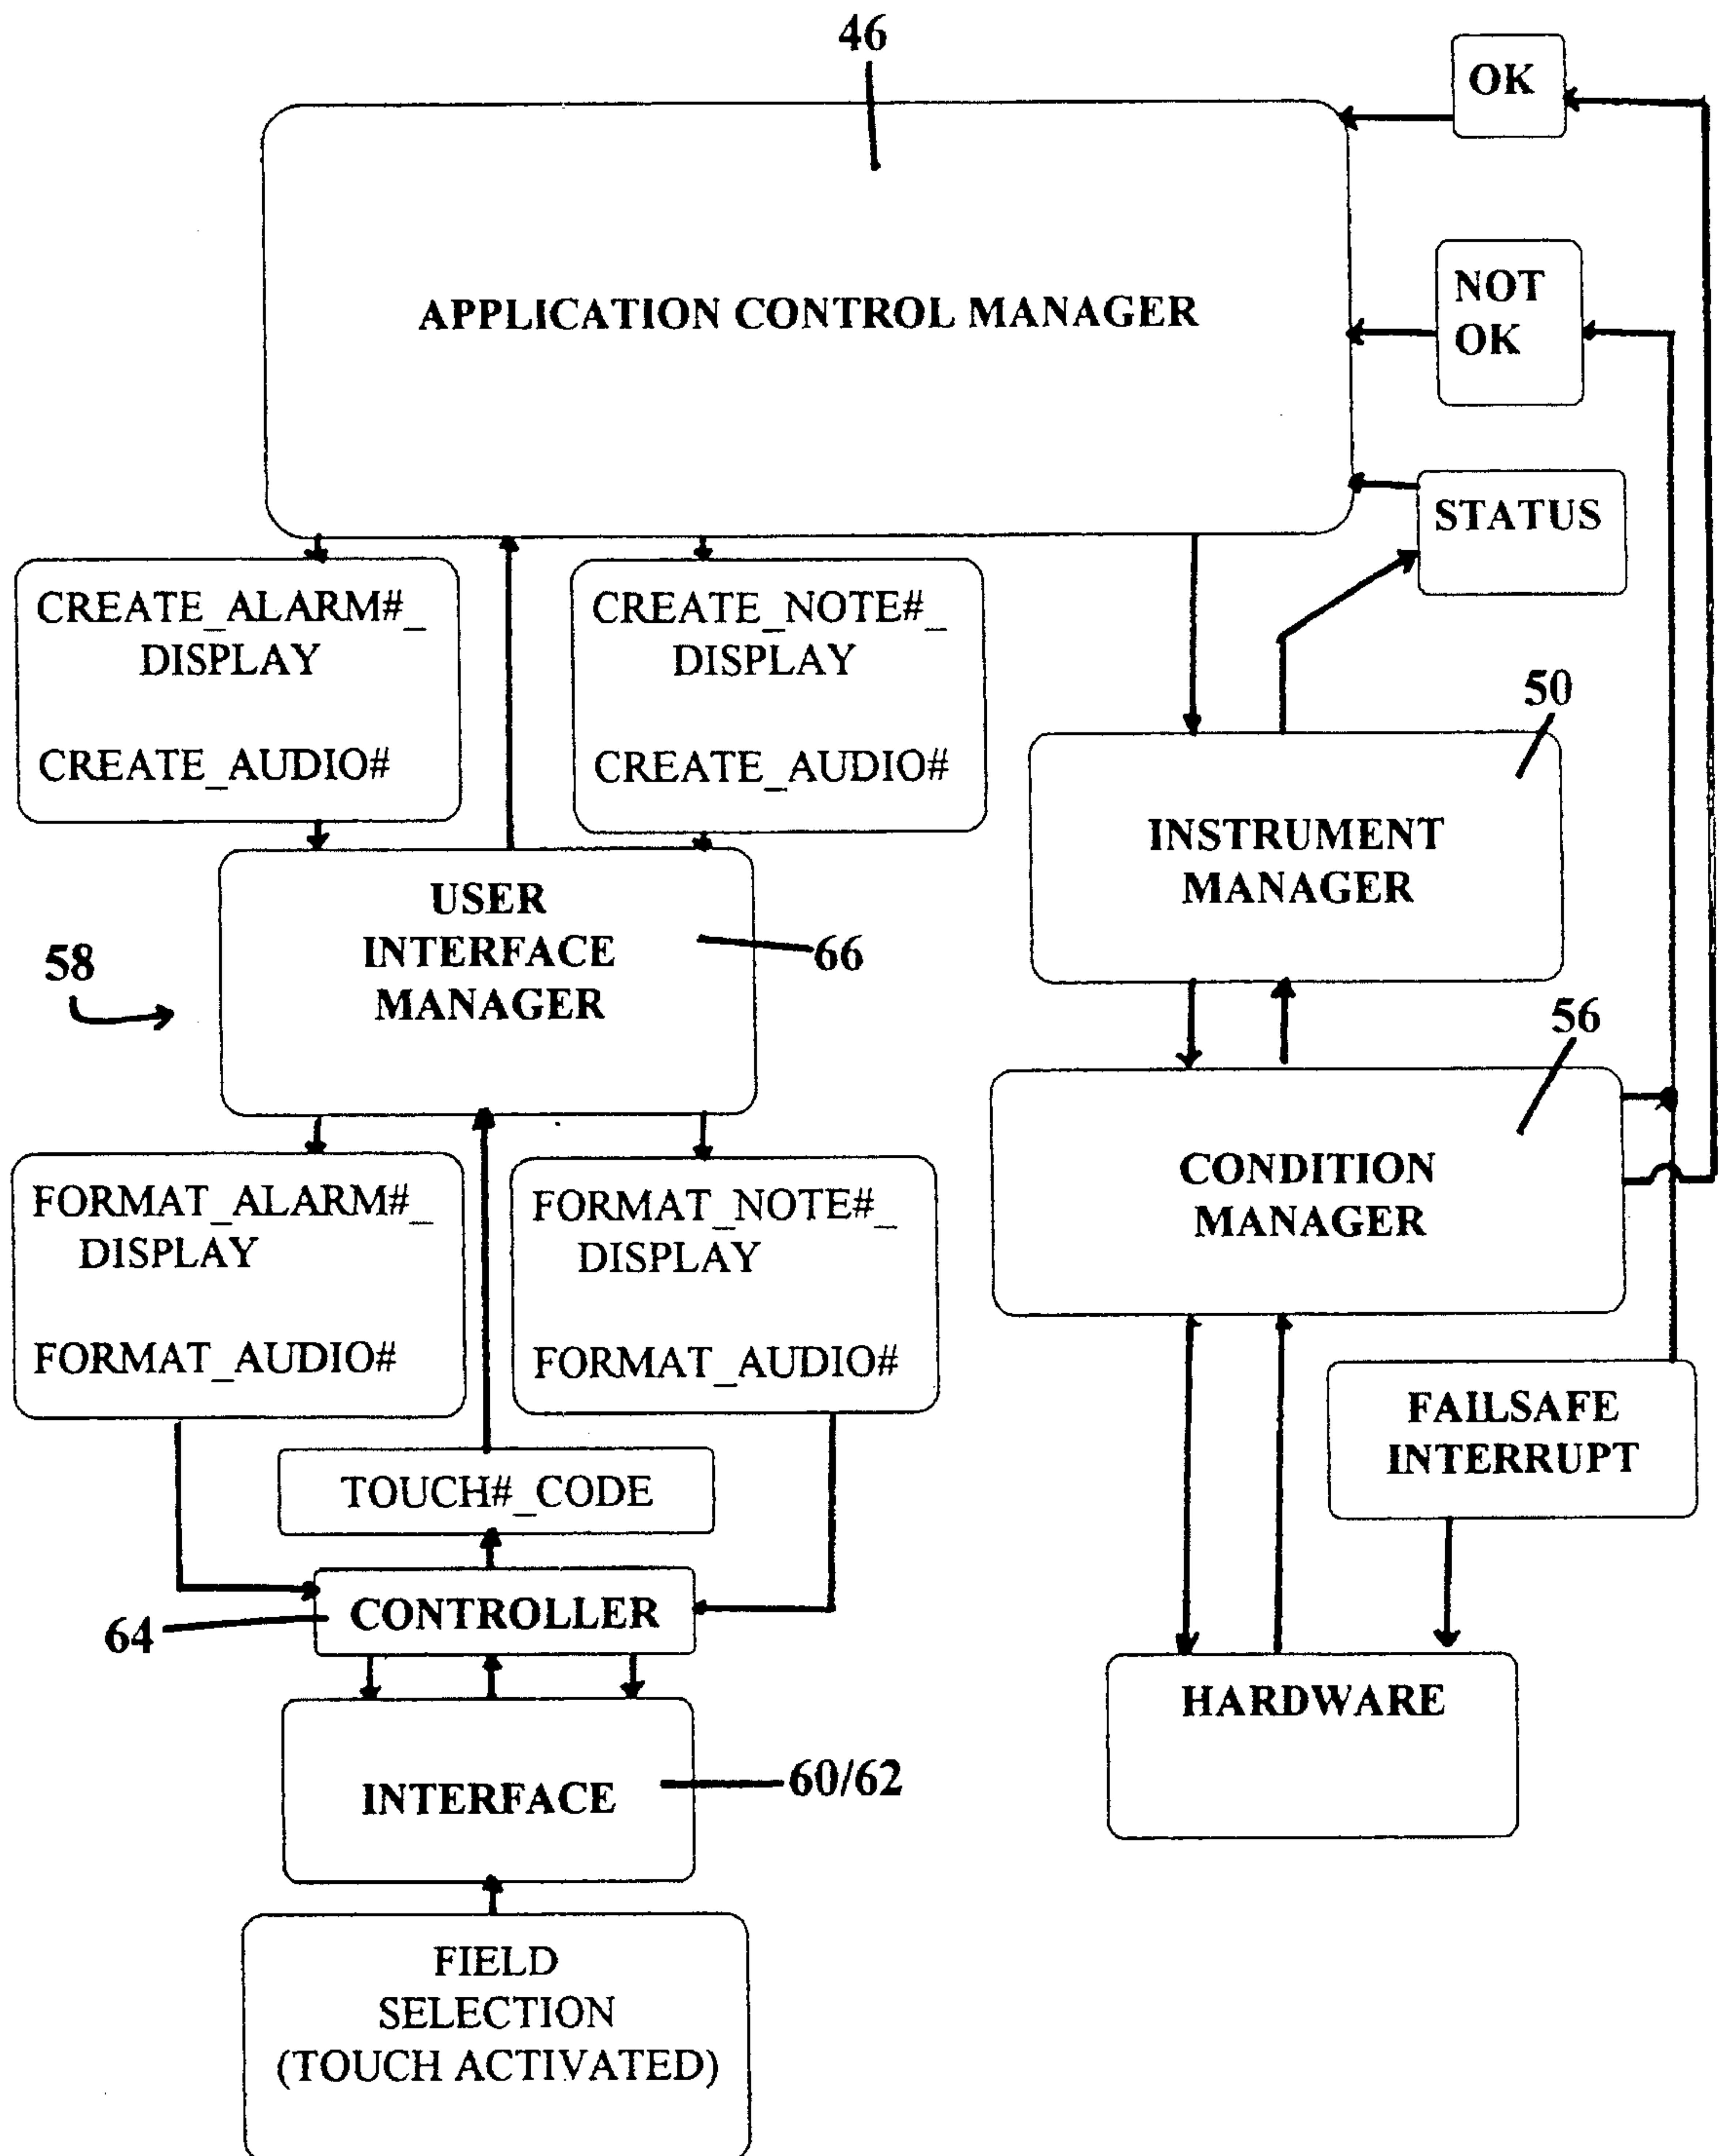 46
OK
APPLICATION CONTROL MANAGER
NOT
OK
STATUS
CREATE_ALARM#_
DISPLAY
CREATE_AUDIO#
CREATE_NOTE#_
DISPLAY
CREATE_AUDIO#
50
INSTRUMENT
MANAGER
USER
INTERFACE
MANAGER
66
58
56
CONDITION
MANAGER
FORMAT_ALARM#_
DISPLAY
FORMAT_AUDIO#
FORMAT_NOTE#_
DISPLAY
FORMAT_AUDIO#
FAILSAFE
INTERRUPT
TOUCH#_CODE
CONTROLLER
64
HARDWARE
INTERFACE
60/62
FIELD
SELECTION
(TOUCH ACTIVATED)